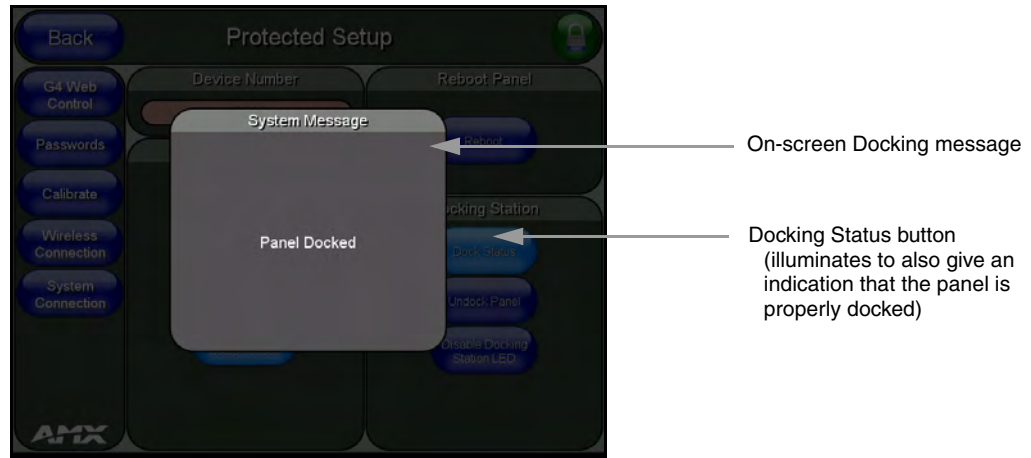 Back
Protected Setup
G4 Web
Control
Passwords
Calibrate
Wireless
Connection
System
Connection
Device Number
Reboot Panel
Reboot
System Message
Panel Docked
cking Station
Dock Status
Undock Panel
Disable Docking
Station LED
AMX
On-screen Docking message
Docking Status button
(illuminates to also give an
indication that the panel is
properly docked)